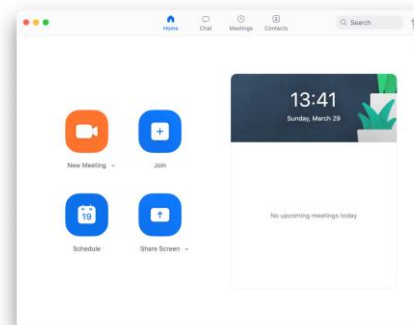 Home Chat Meetings Contacts Search
13:41
Sunday, March 29
New Meeting Join
No upcoming meetings today
19
Schedule Share Screen